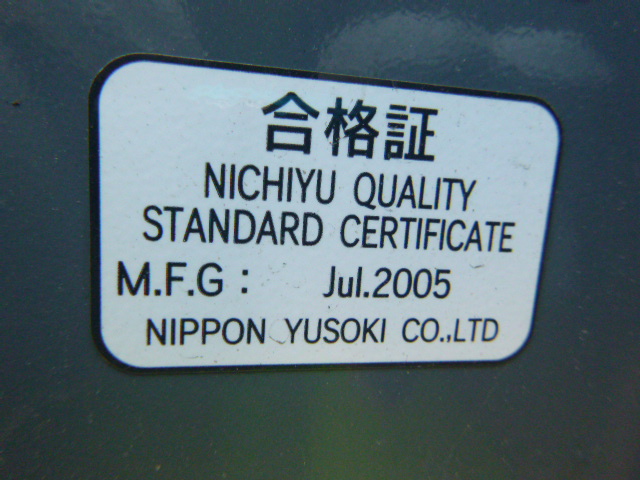 合格証
NICHIYU QUALITY
STANDARD CERTIFICATE
M.F.G : Jul.2005
NIPPON YUSOKI CO.,LTD